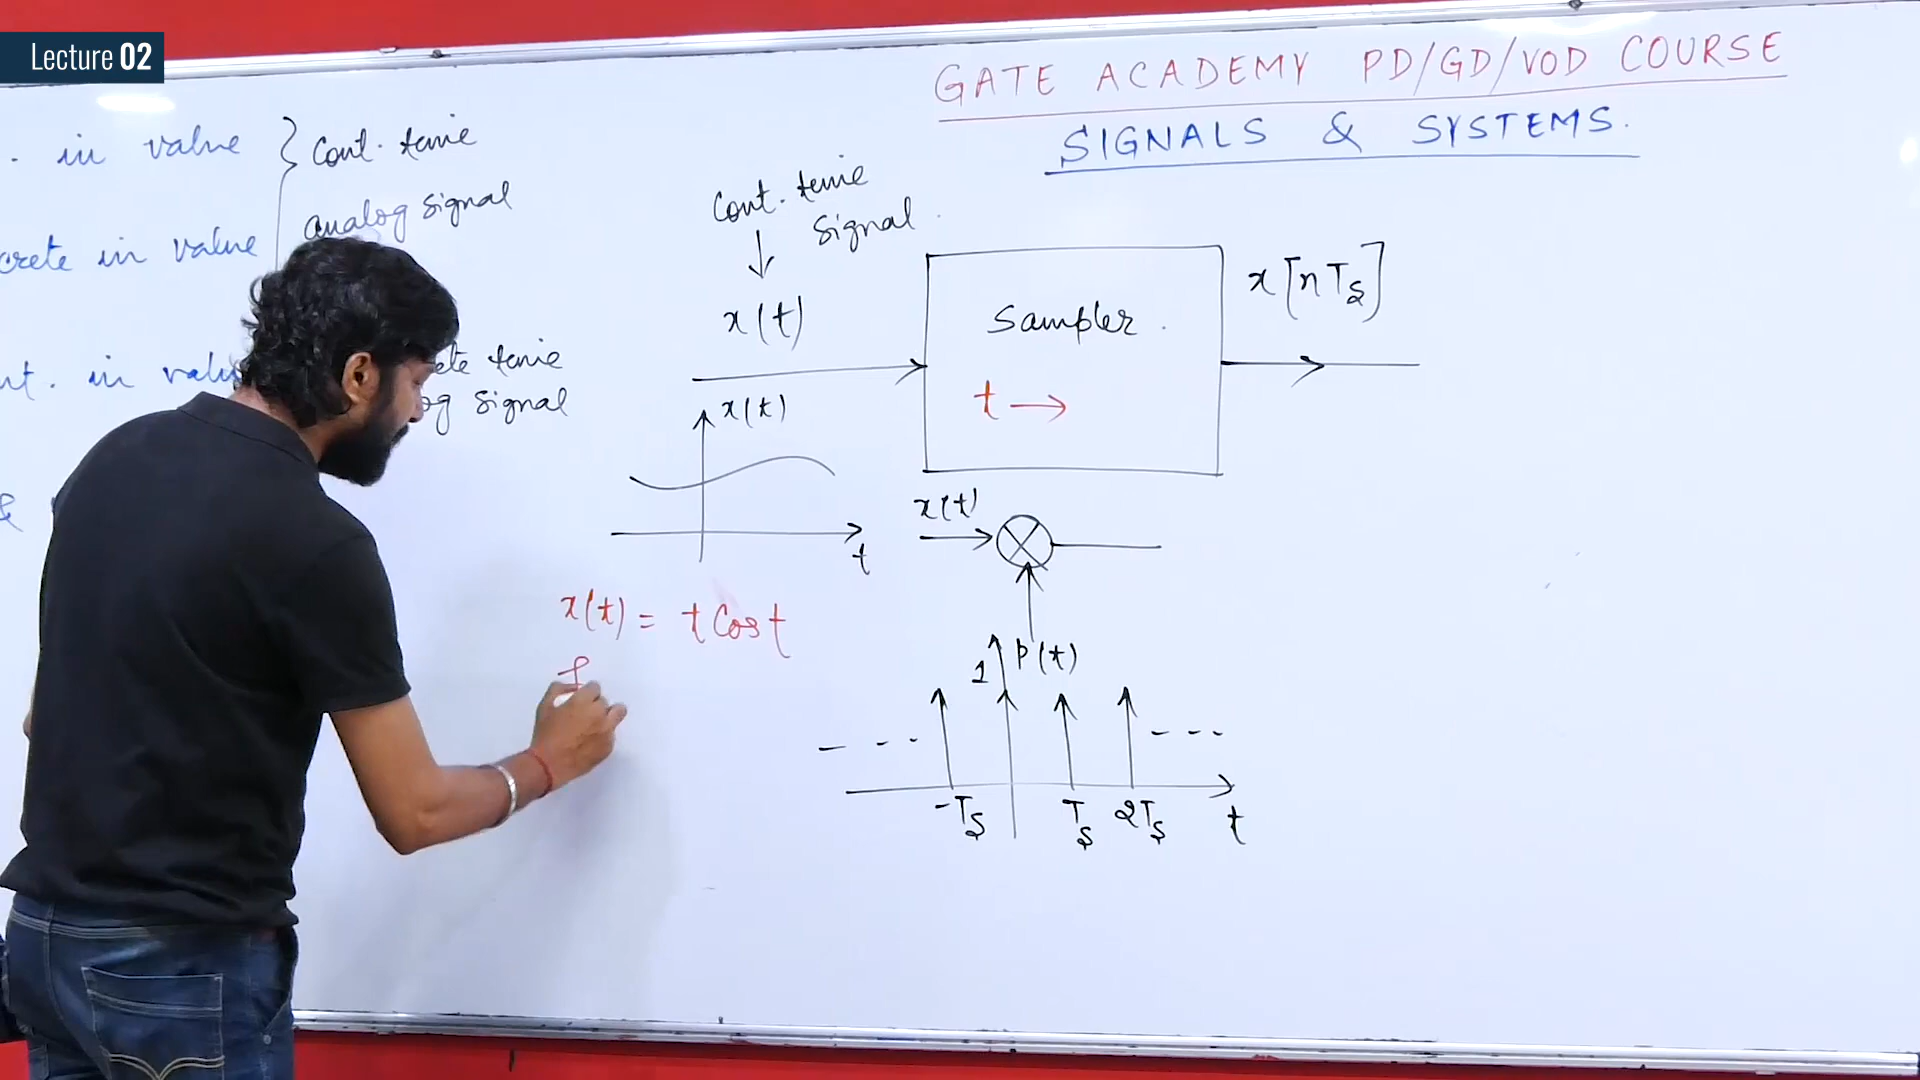 Lecture 02
GATE ACADEMY PD/GD/VOD COURSE
SIGNALS & SYSTEMS.
. in value } Cont. time
analog signal
crete in value
nt. in value ete time
og signal
&
Cont. time
signal.
x(t)
Sampler.
t →
x[nTs]
x(t)
t
x(t)
x(t) = t cos t
f
1
p(t)
- - - -
- - - -
-Ts Ts 2Ts t